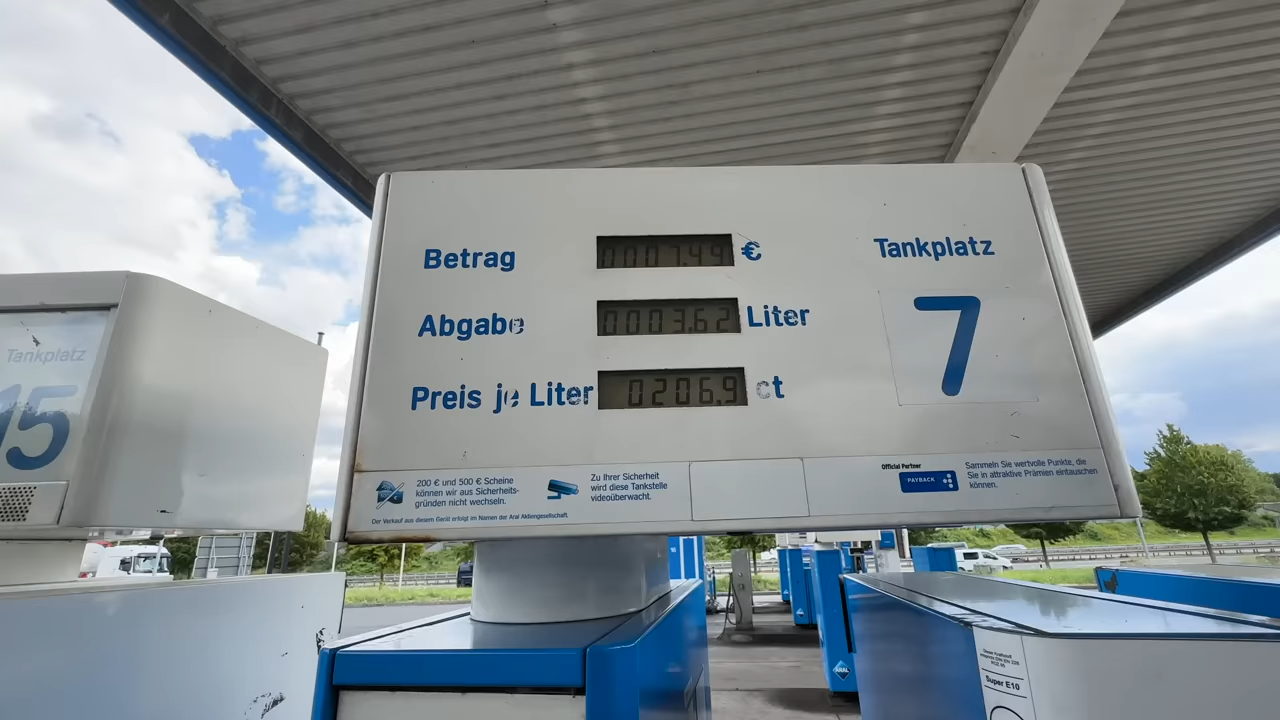 Betrag 0007.49 €
Abgabe 0003.62 Liter
Preis je Liter 0206.9 ct
Tankplatz
7
Tankplatz
15
200 € und 500 € Scheine
können wir aus Sicherheits-
gründen nicht wechseln.
Zu Ihrer Sicherheit
wird diese Tankstelle
videoüberwacht.
Official Partner
PAYBACK
Sammeln Sie wertvolle Punkte, die
Sie in attraktive Prämien eintauschen
können.
Der Verkauf aus diesem Gerät erfolgt im Namen der Aral Aktiengesellschaft.
ARAL
Super E10